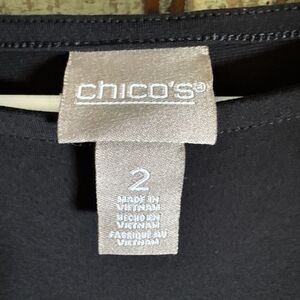 chico's®
2
MADE IN
VIETNAM
HECHO EN
VIETNAM
FABRIQUÉ AU
VIETNAM